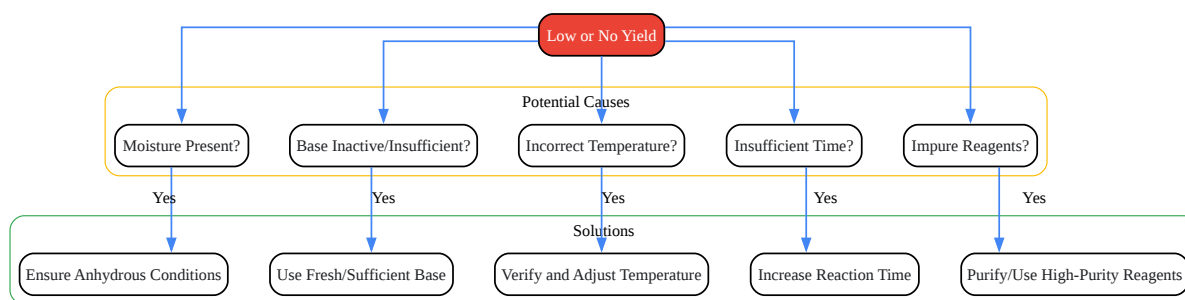 Low or No Yield
Potential Causes
Moisture Present?
Base Inactive/Insufficient?
Incorrect Temperature?
Insufficient Time?
Impure Reagents?
Yes
Yes
Yes
Yes
Yes
Solutions
Ensure Anhydrous Conditions
Use Fresh/Sufficient Base
Verify and Adjust Temperature
Increase Reaction Time
Purify/Use High-Purity Reagents